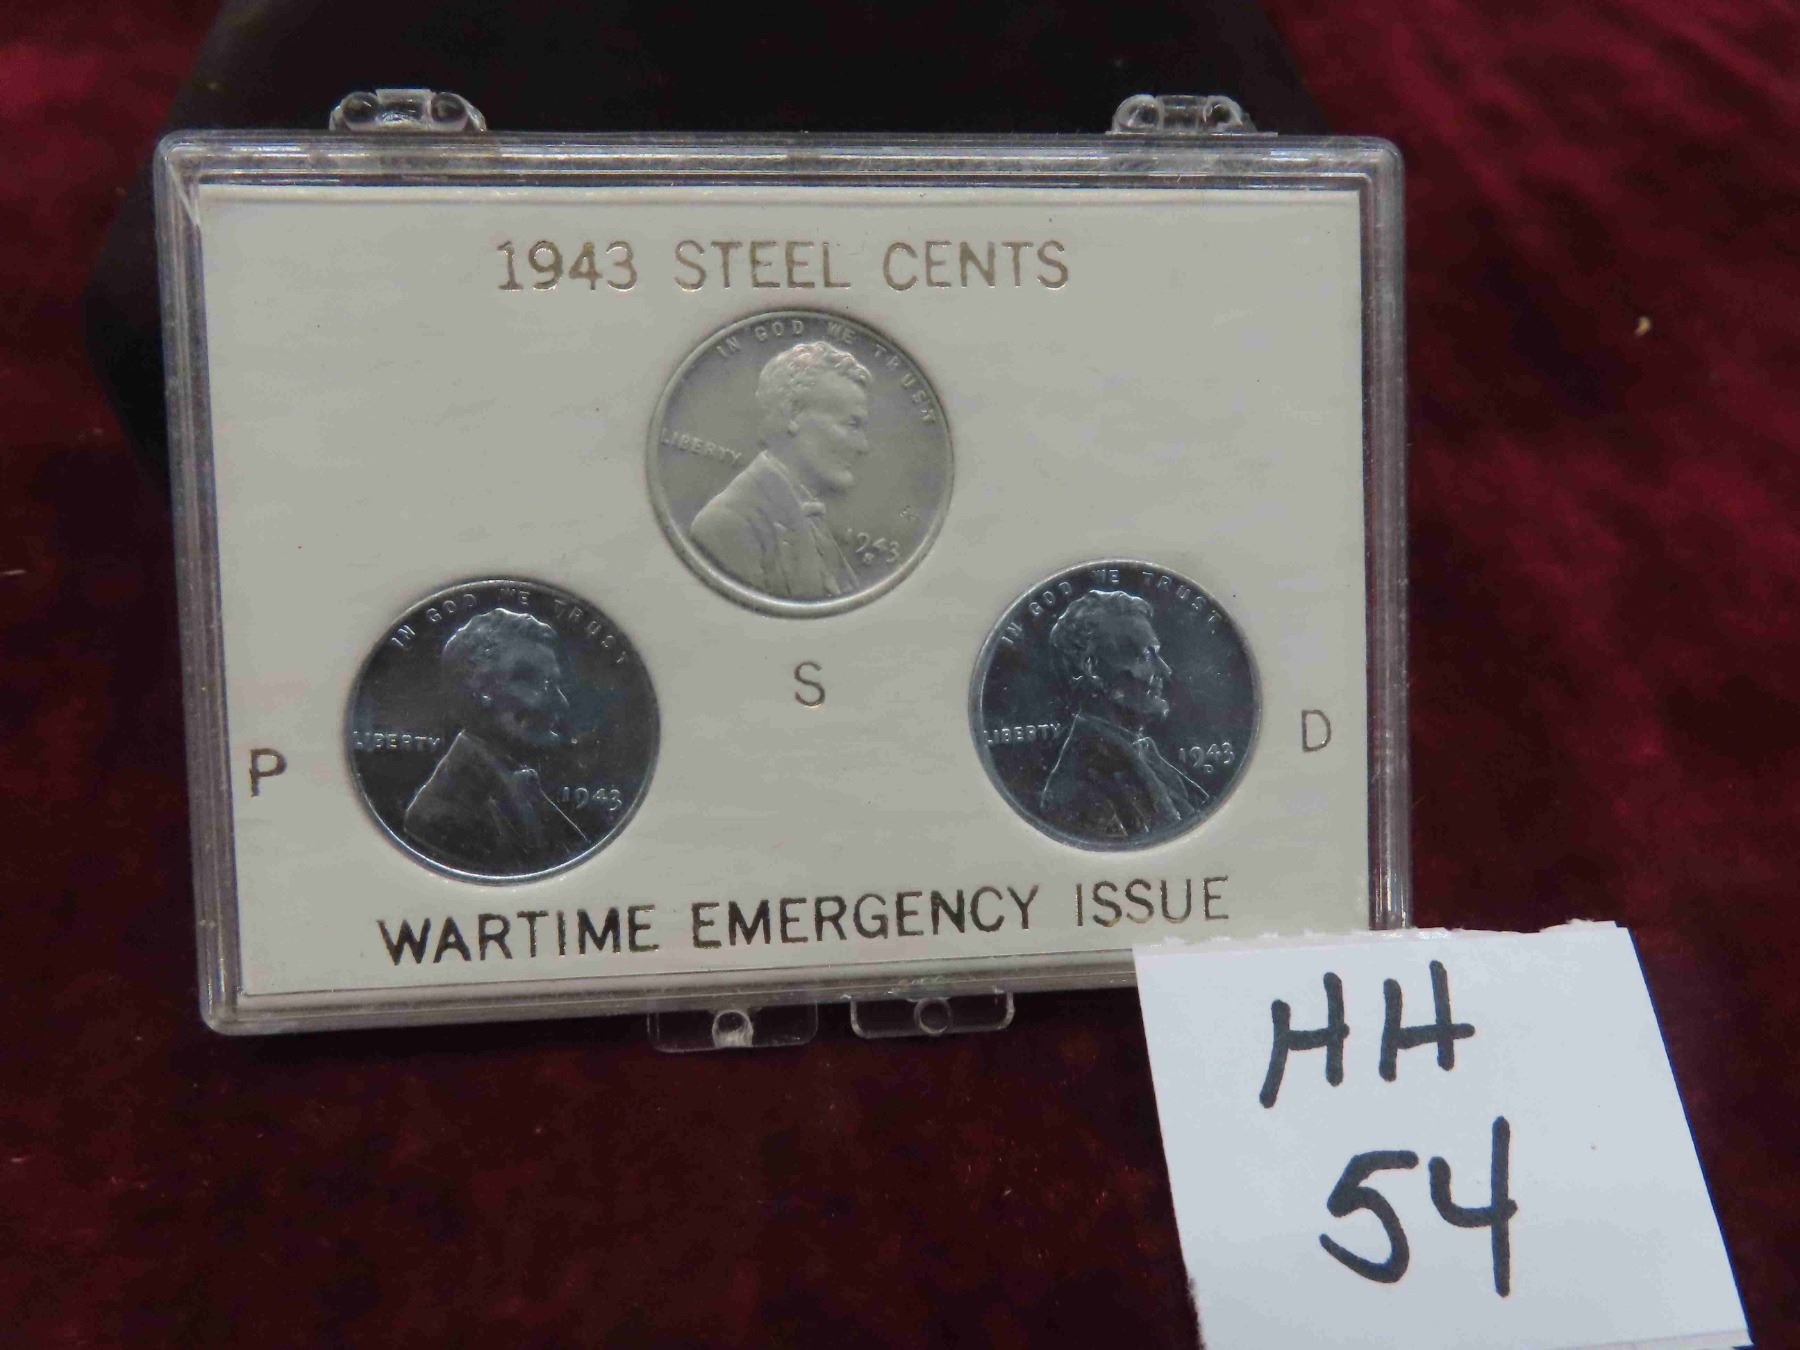 1943 STEEL CENTS
IN GOD WE TRUST
LIBERTY
1943
S
S
IN GOD WE TRUST
LIBERTY
1943
P
IN GOD WE TRUST
LIBERTY
1943
D
D
WARTIME EMERGENCY ISSUE
HH
54